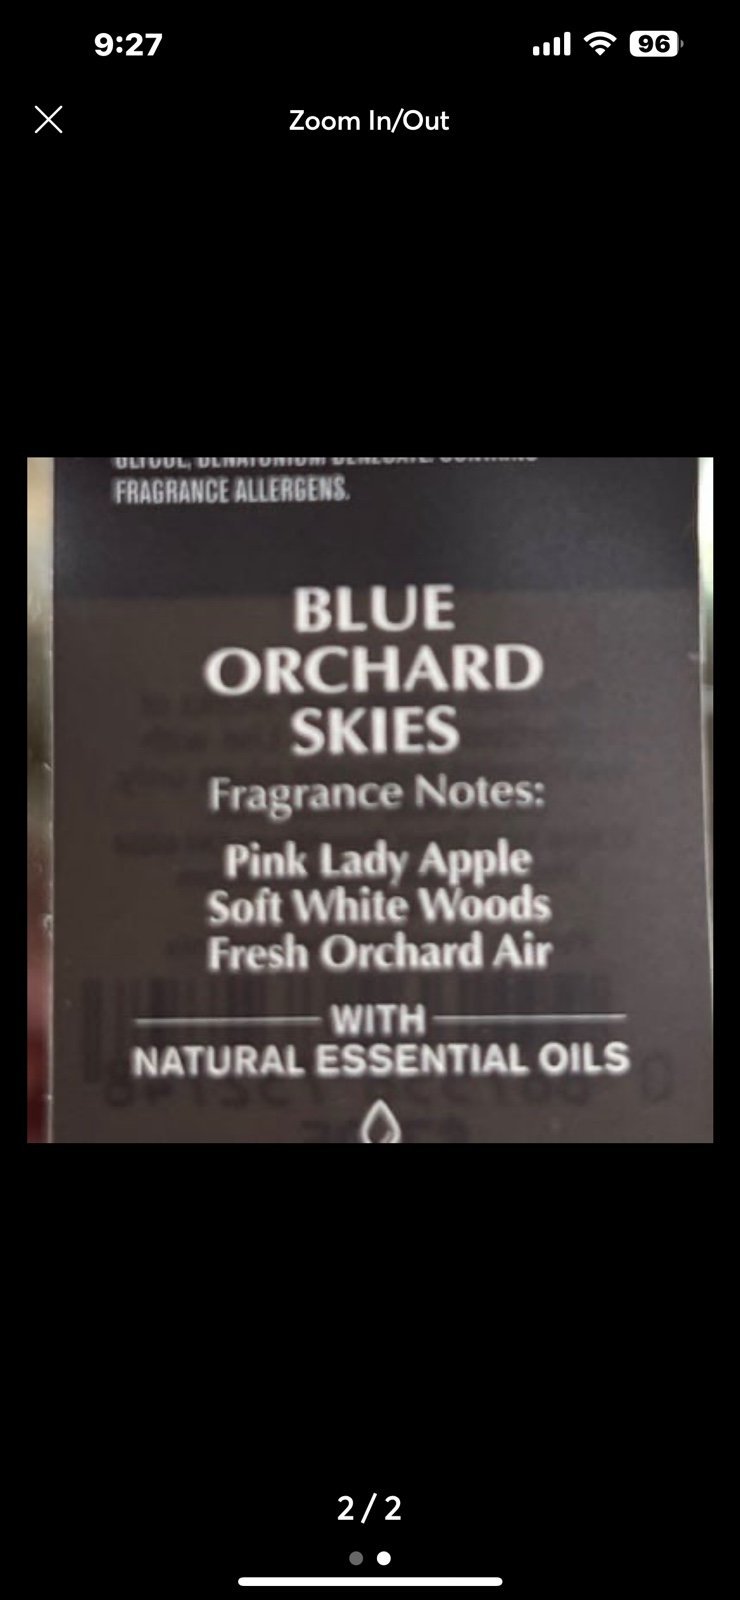 9:27
96
Zoom In/Out
FRAGRANCE ALLERGENS.
BLUE
ORCHARD
SKIES
Fragrance Notes:
Pink Lady Apple
Soft White Woods
Fresh Orchard Air
WITH
NATURAL ESSENTIAL OILS
2/2